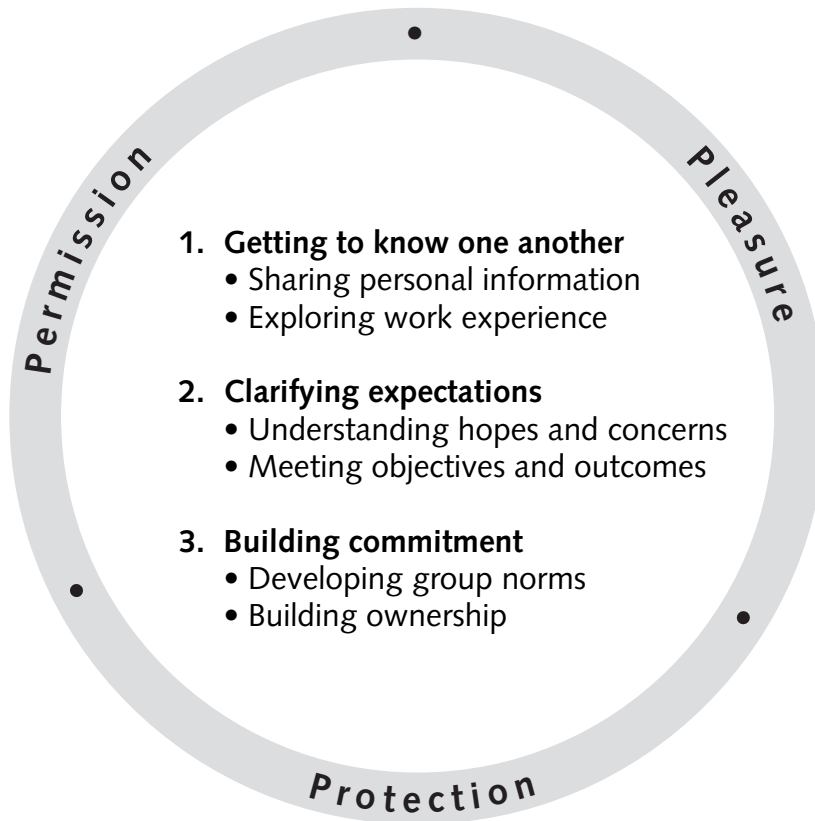 Permission
Pleasure
1. Getting to know one another
• Sharing personal information
• Exploring work experience
2. Clarifying expectations
• Understanding hopes and concerns
• Meeting objectives and outcomes
3. Building commitment
• Developing group norms
• Building ownership
Protection